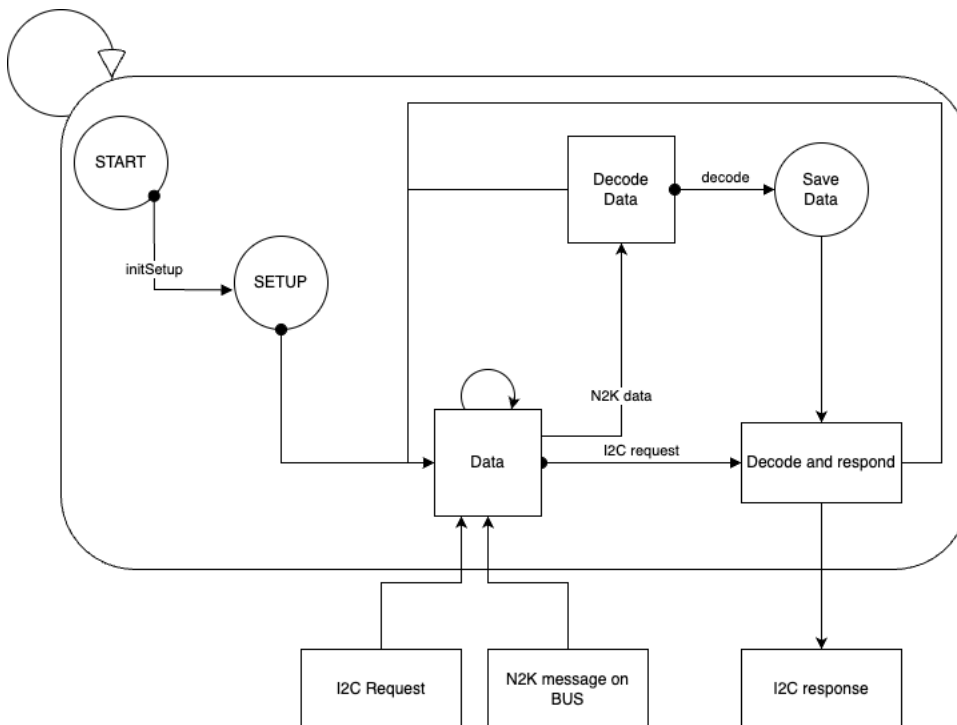 START
Decode
Data
decode
Save
Data
initSetup
SETUP
N2K data
I2C request
Data
Decode and respond
I2C Request
N2K message on
BUS
I2C response